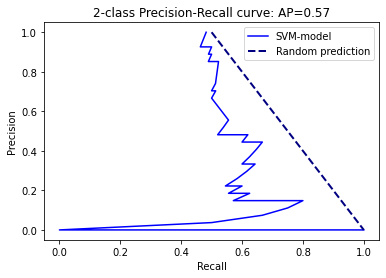 2-class Precision-Recall curve: AP=0.57
SVM-model
Random prediction
1.0
0.8
0.6
0.4
0.2
0.0
Precision
0.0 0.2 0.4 0.6 0.8 1.0
Recall